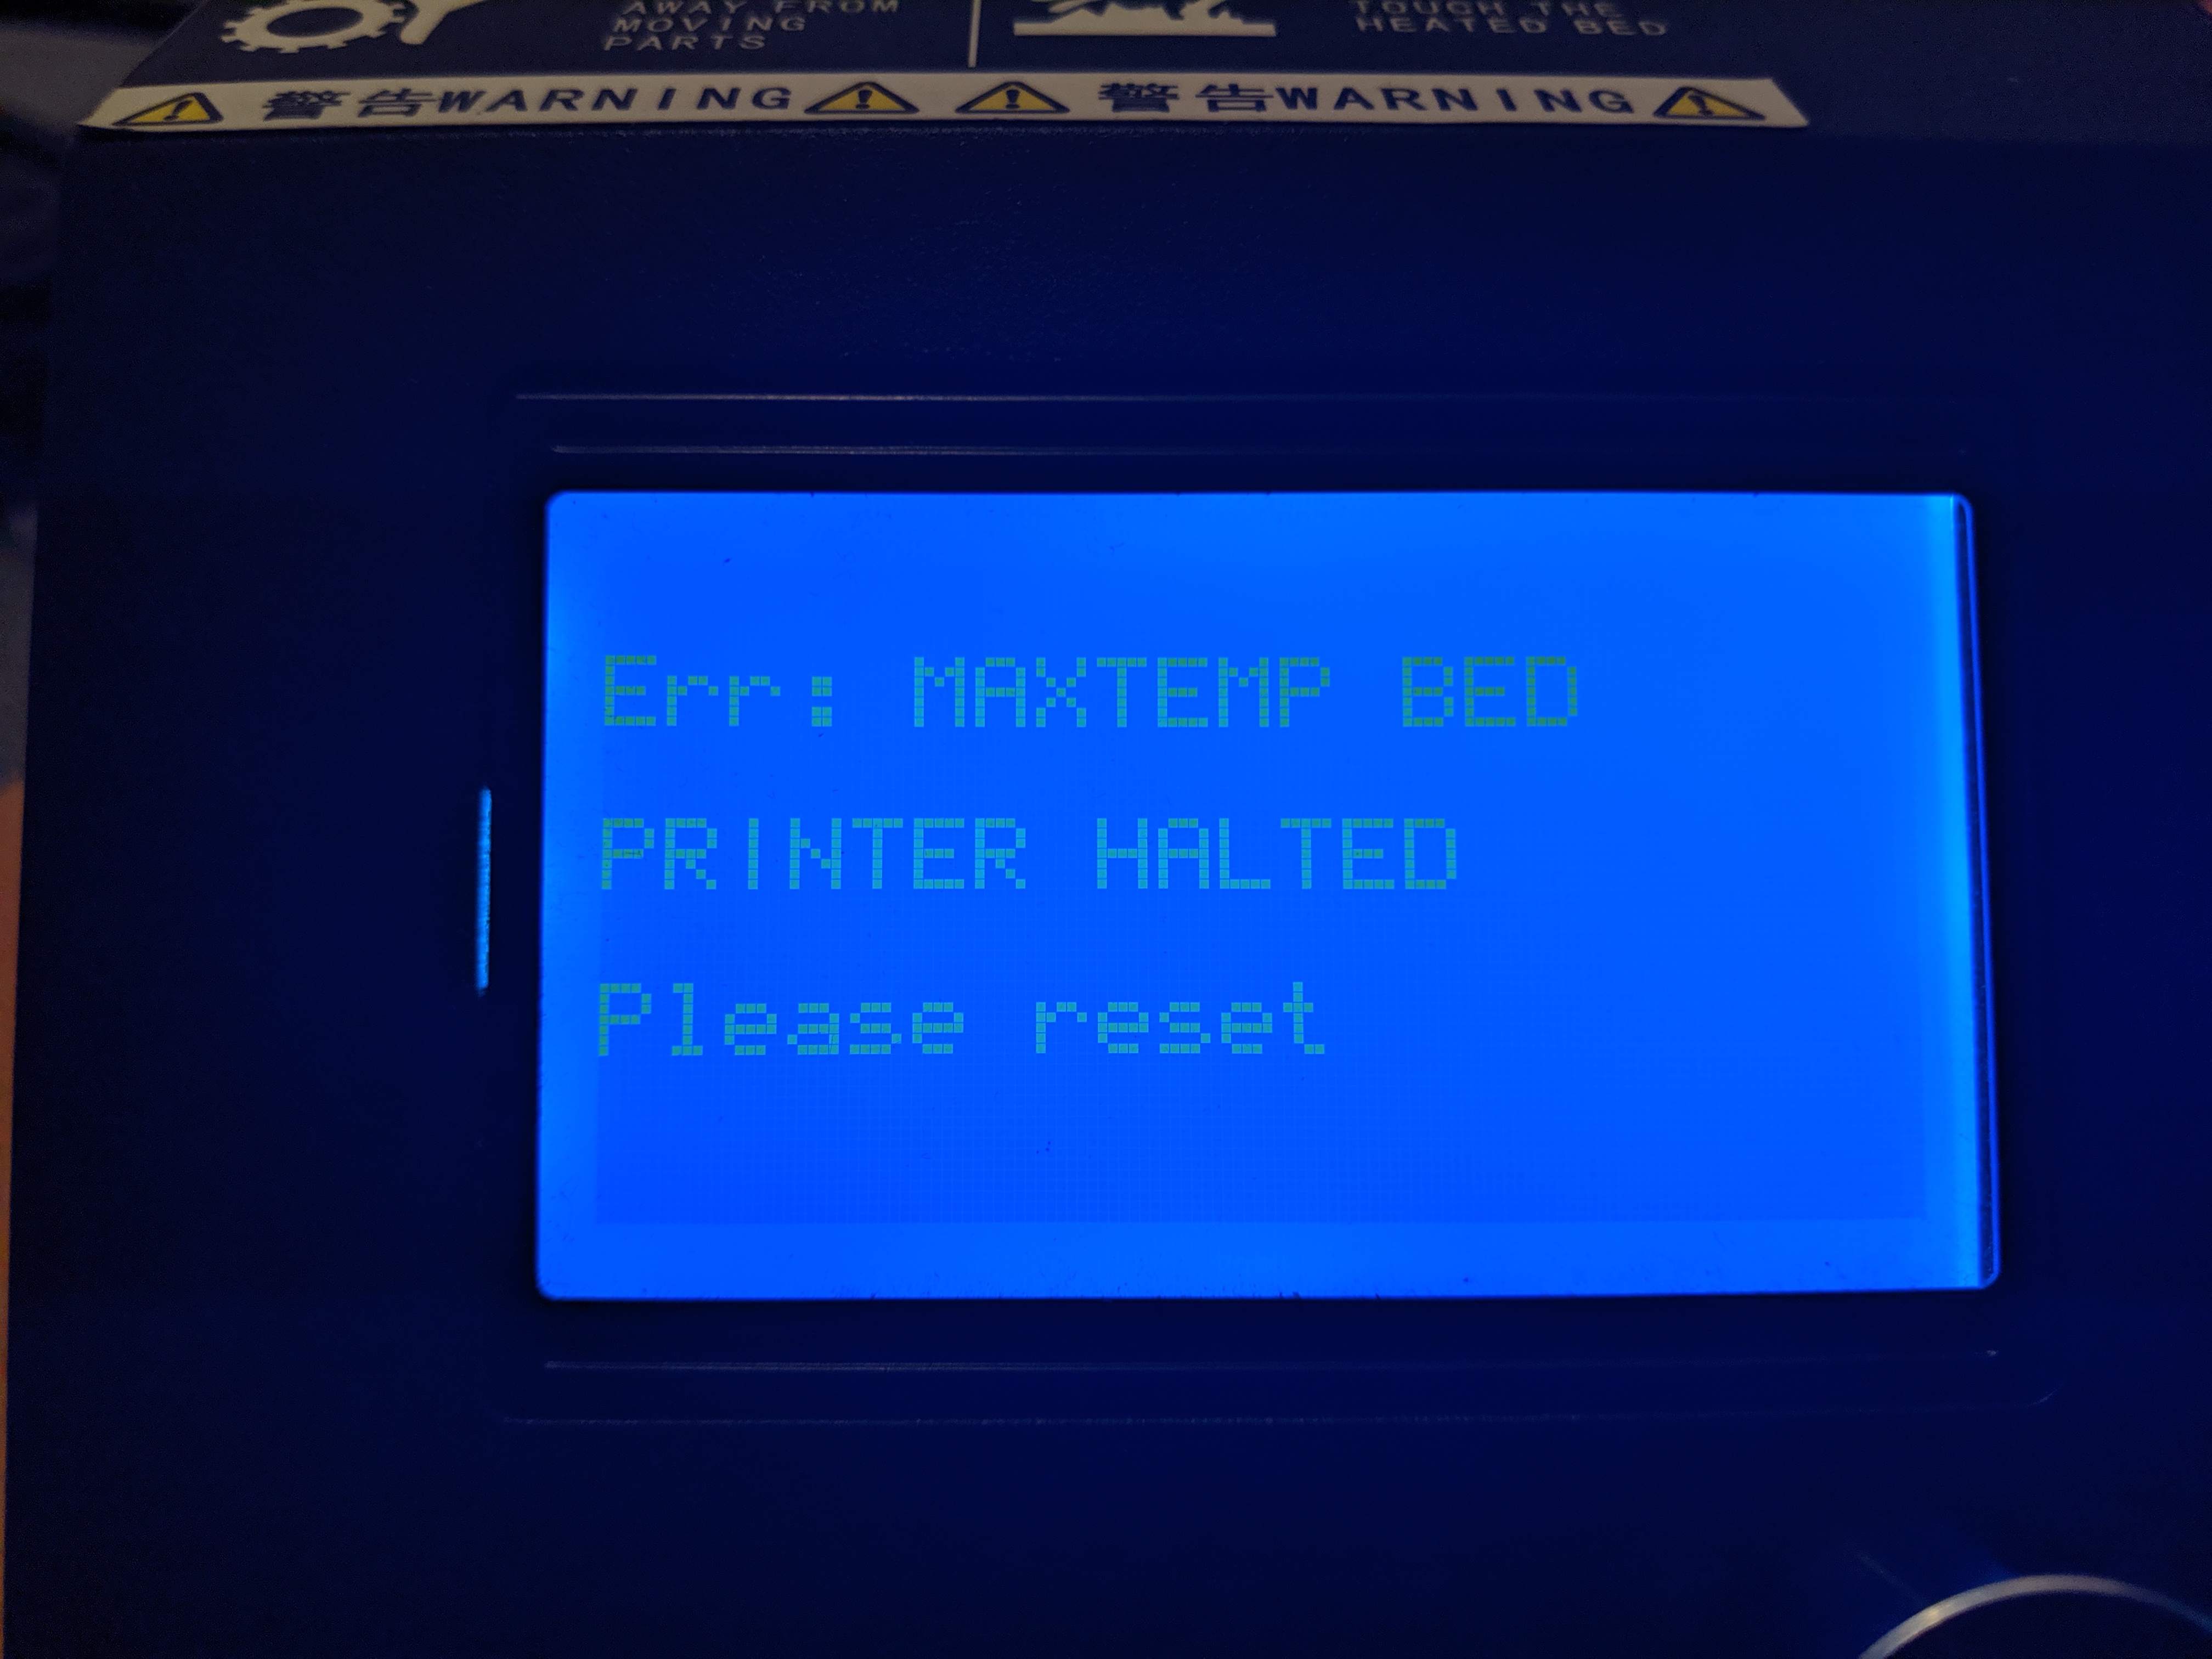 AWAY FROM
MOVING
PARTS
TOUCH THE
HEATED BED
警告WARNING
警告WARNING
Err: MAXTEMP BED
PRINTER HALTED
Please reset